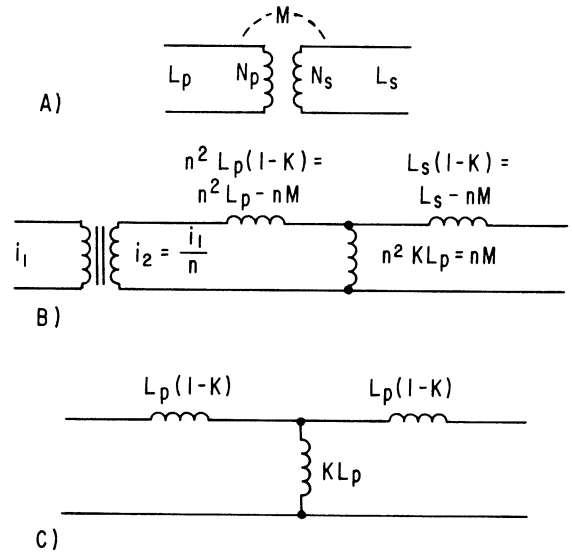 M
Lp Np Ns Ls
A)
n² Lp(1-K) = Ls(1-K) =
n² Lp - nM Ls - nM
i₁ i₂ = i₁/n n² KLp = nM
B)
Lp(1-K) Lp(1-K)
KLp
C)